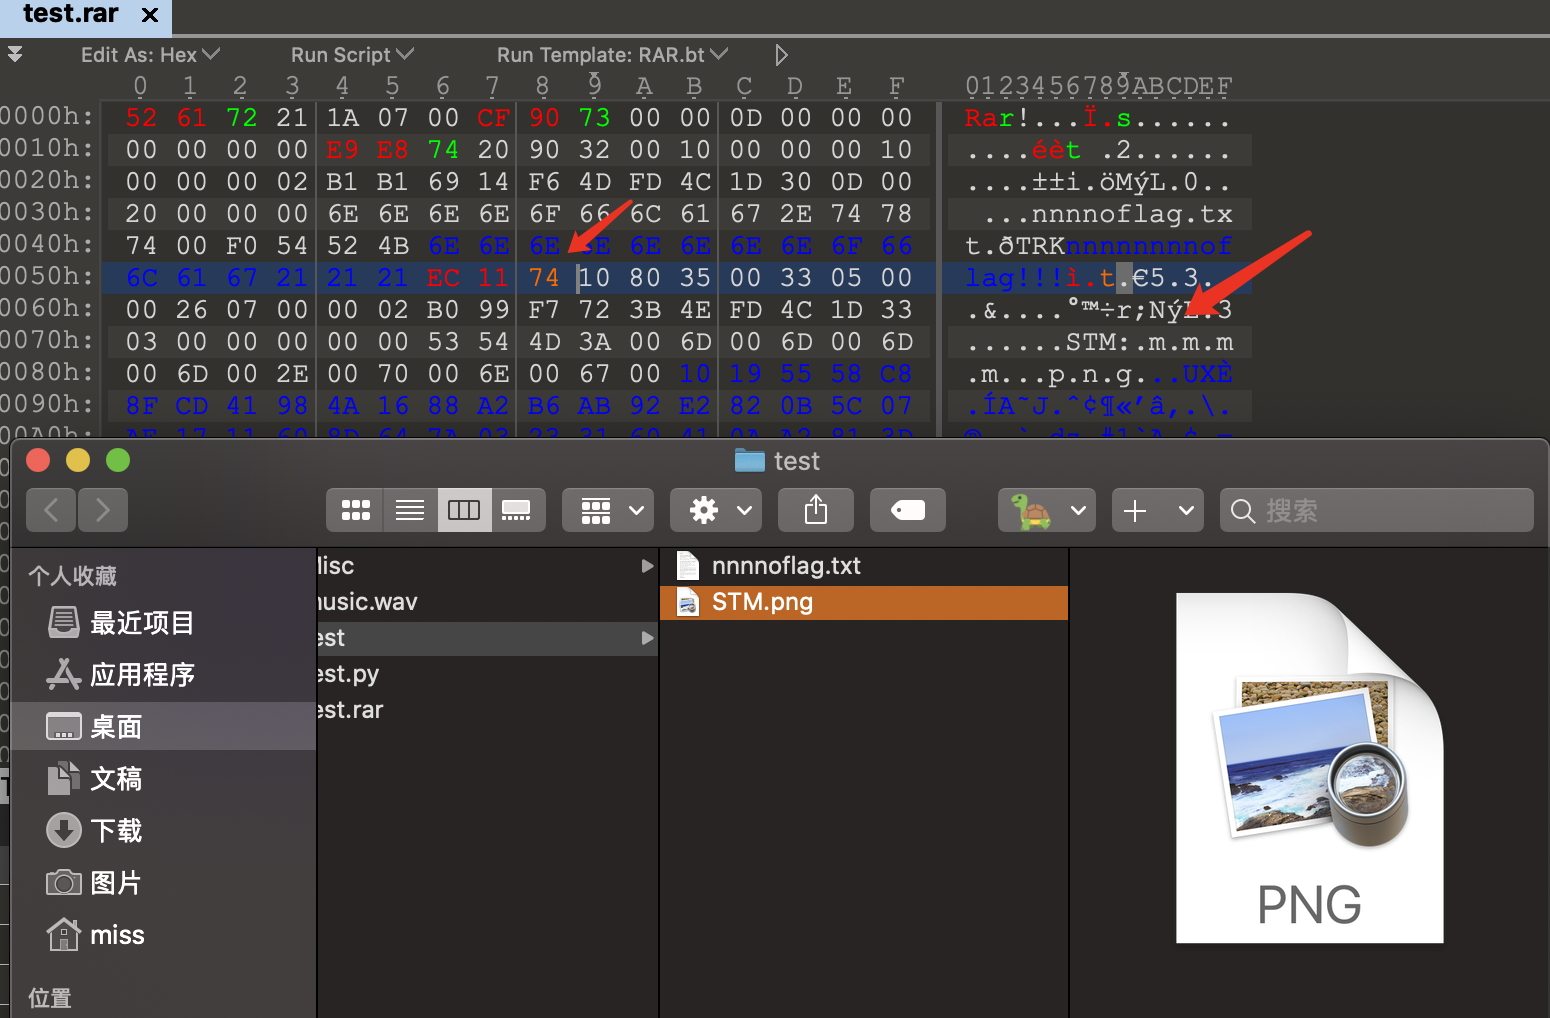 test.rar ×
Edit As: Hex Run Script Run Template: RAR.bt
0 1 2 3 4 5 6 7 8 9 A B C D E F 0123456789ABCDEF
0000h: 52 61 72 21 1A 07 00 CF 90 73 00 00 0D 00 00 00 Rar!...Ï.s......
0010h: 00 00 00 00 E9 E8 74 20 90 32 00 10 00 00 00 10 ....éèt .2......
0020h: 00 00 00 02 B1 B1 69 14 F6 4D FD 4C 1D 30 0D 00 ....±±i.öMýL.0..
0030h: 20 00 00 00 6E 6E 6E 6E 6F 66 6C 61 67 2E 74 78 ...nnnnoflag.tx
0040h: 74 00 F0 54 52 4B 6E 6E 6E 6E 6E 6E 6E 6E 6F 66 t.ðTRKnnnnnnnnof
0050h: 6C 61 67 21 21 21 EC 11 74 10 80 35 00 33 05 00 lag!!!ì.t.€5.3..
0060h: 00 26 07 00 00 02 B0 99 F7 72 3B 4E FD 4C 1D 33 .&....°™÷r;NýL.3
0070h: 03 00 00 00 00 00 53 54 4D 3A 00 6D 00 6D 00 6D ......STM:.m.m.m
0080h: 00 6D 00 2E 00 70 00 6E 00 67 00 10 19 55 58 C8 .m...p.n.g...UXÈ
0090h: 8F CD 41 98 4A 16 88 A2 B6 AB 92 E2 82 0B 5C 07 .ÍA˜J.ˆ¢¶«’â‚.\.
test
搜索
个人收藏
最近项目
应用程序
桌面
文稿
下载
图片
miss
位置
isc
usic.wav
est
est.py
est.rar
nnnnoflag.txt
STM.png
PNG